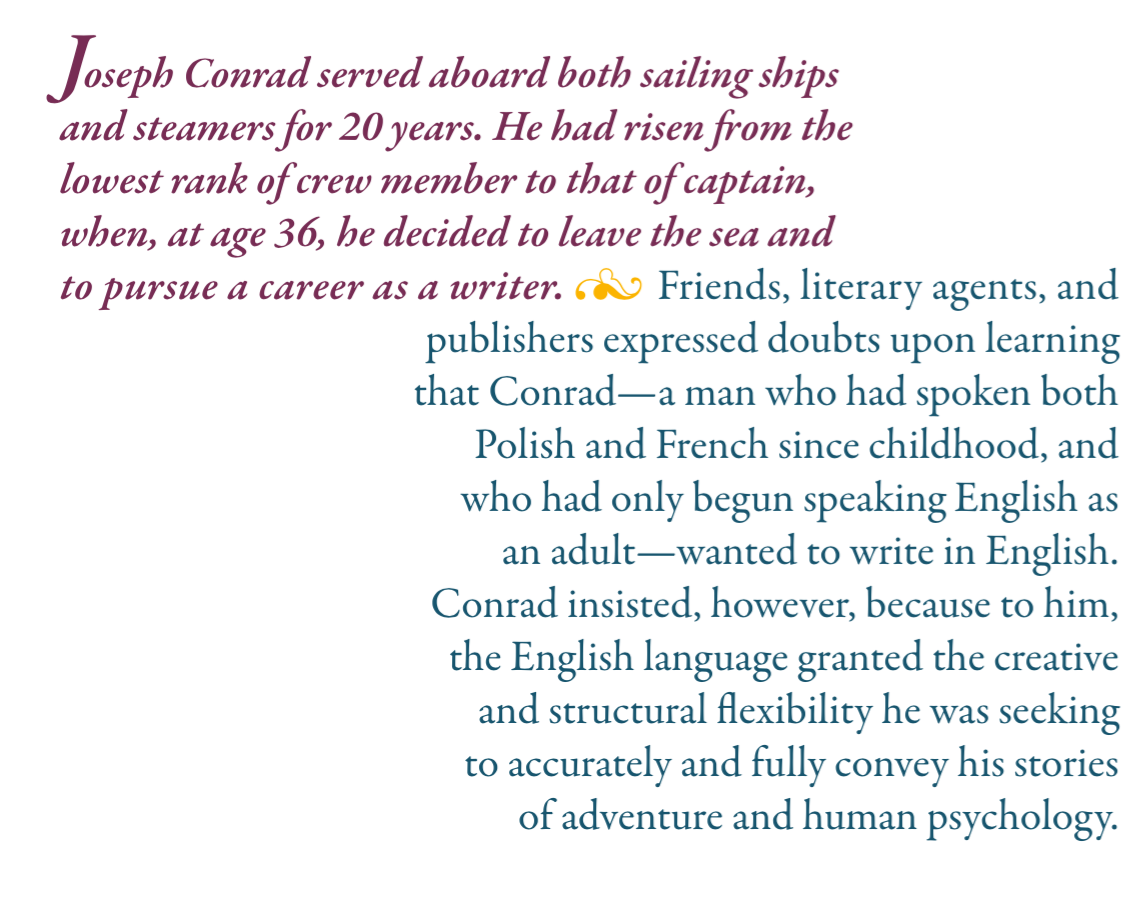 Joseph Conrad served aboard both sailing ships
and steamers for 20 years. He had risen from the
lowest rank of crew member to that of captain,
when, at age 36, he decided to leave the sea and
to pursue a career as a writer. Friends, literary agents, and
publishers expressed doubts upon learning
that Conrad—a man who had spoken both
Polish and French since childhood, and
who had only begun speaking English as
an adult—wanted to write in English.
Conrad insisted, however, because to him,
the English language granted the creative
and structural flexibility he was seeking
to accurately and fully convey his stories
of adventure and human psychology.